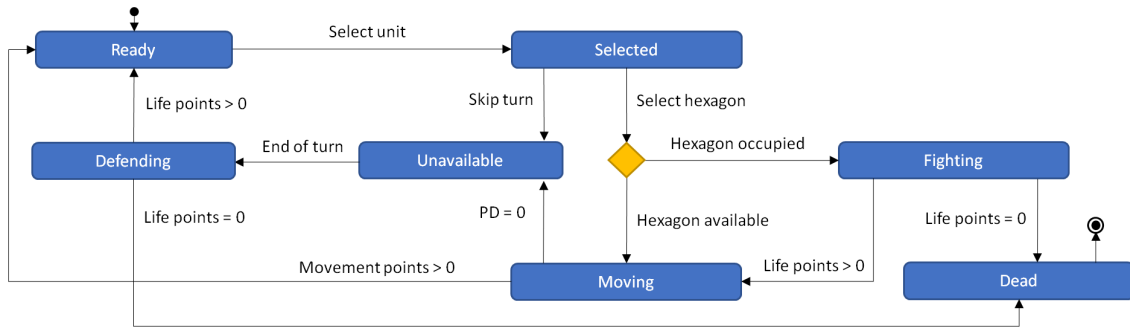 Ready
Select unit
Selected
Life points > 0
Skip turn
Select hexagon
Defending
End of turn
Unavailable
Hexagon occupied
Fighting
Life points = 0
PD = 0
Hexagon available
Life points = 0
Movement points > 0
Moving
Life points > 0
Dead